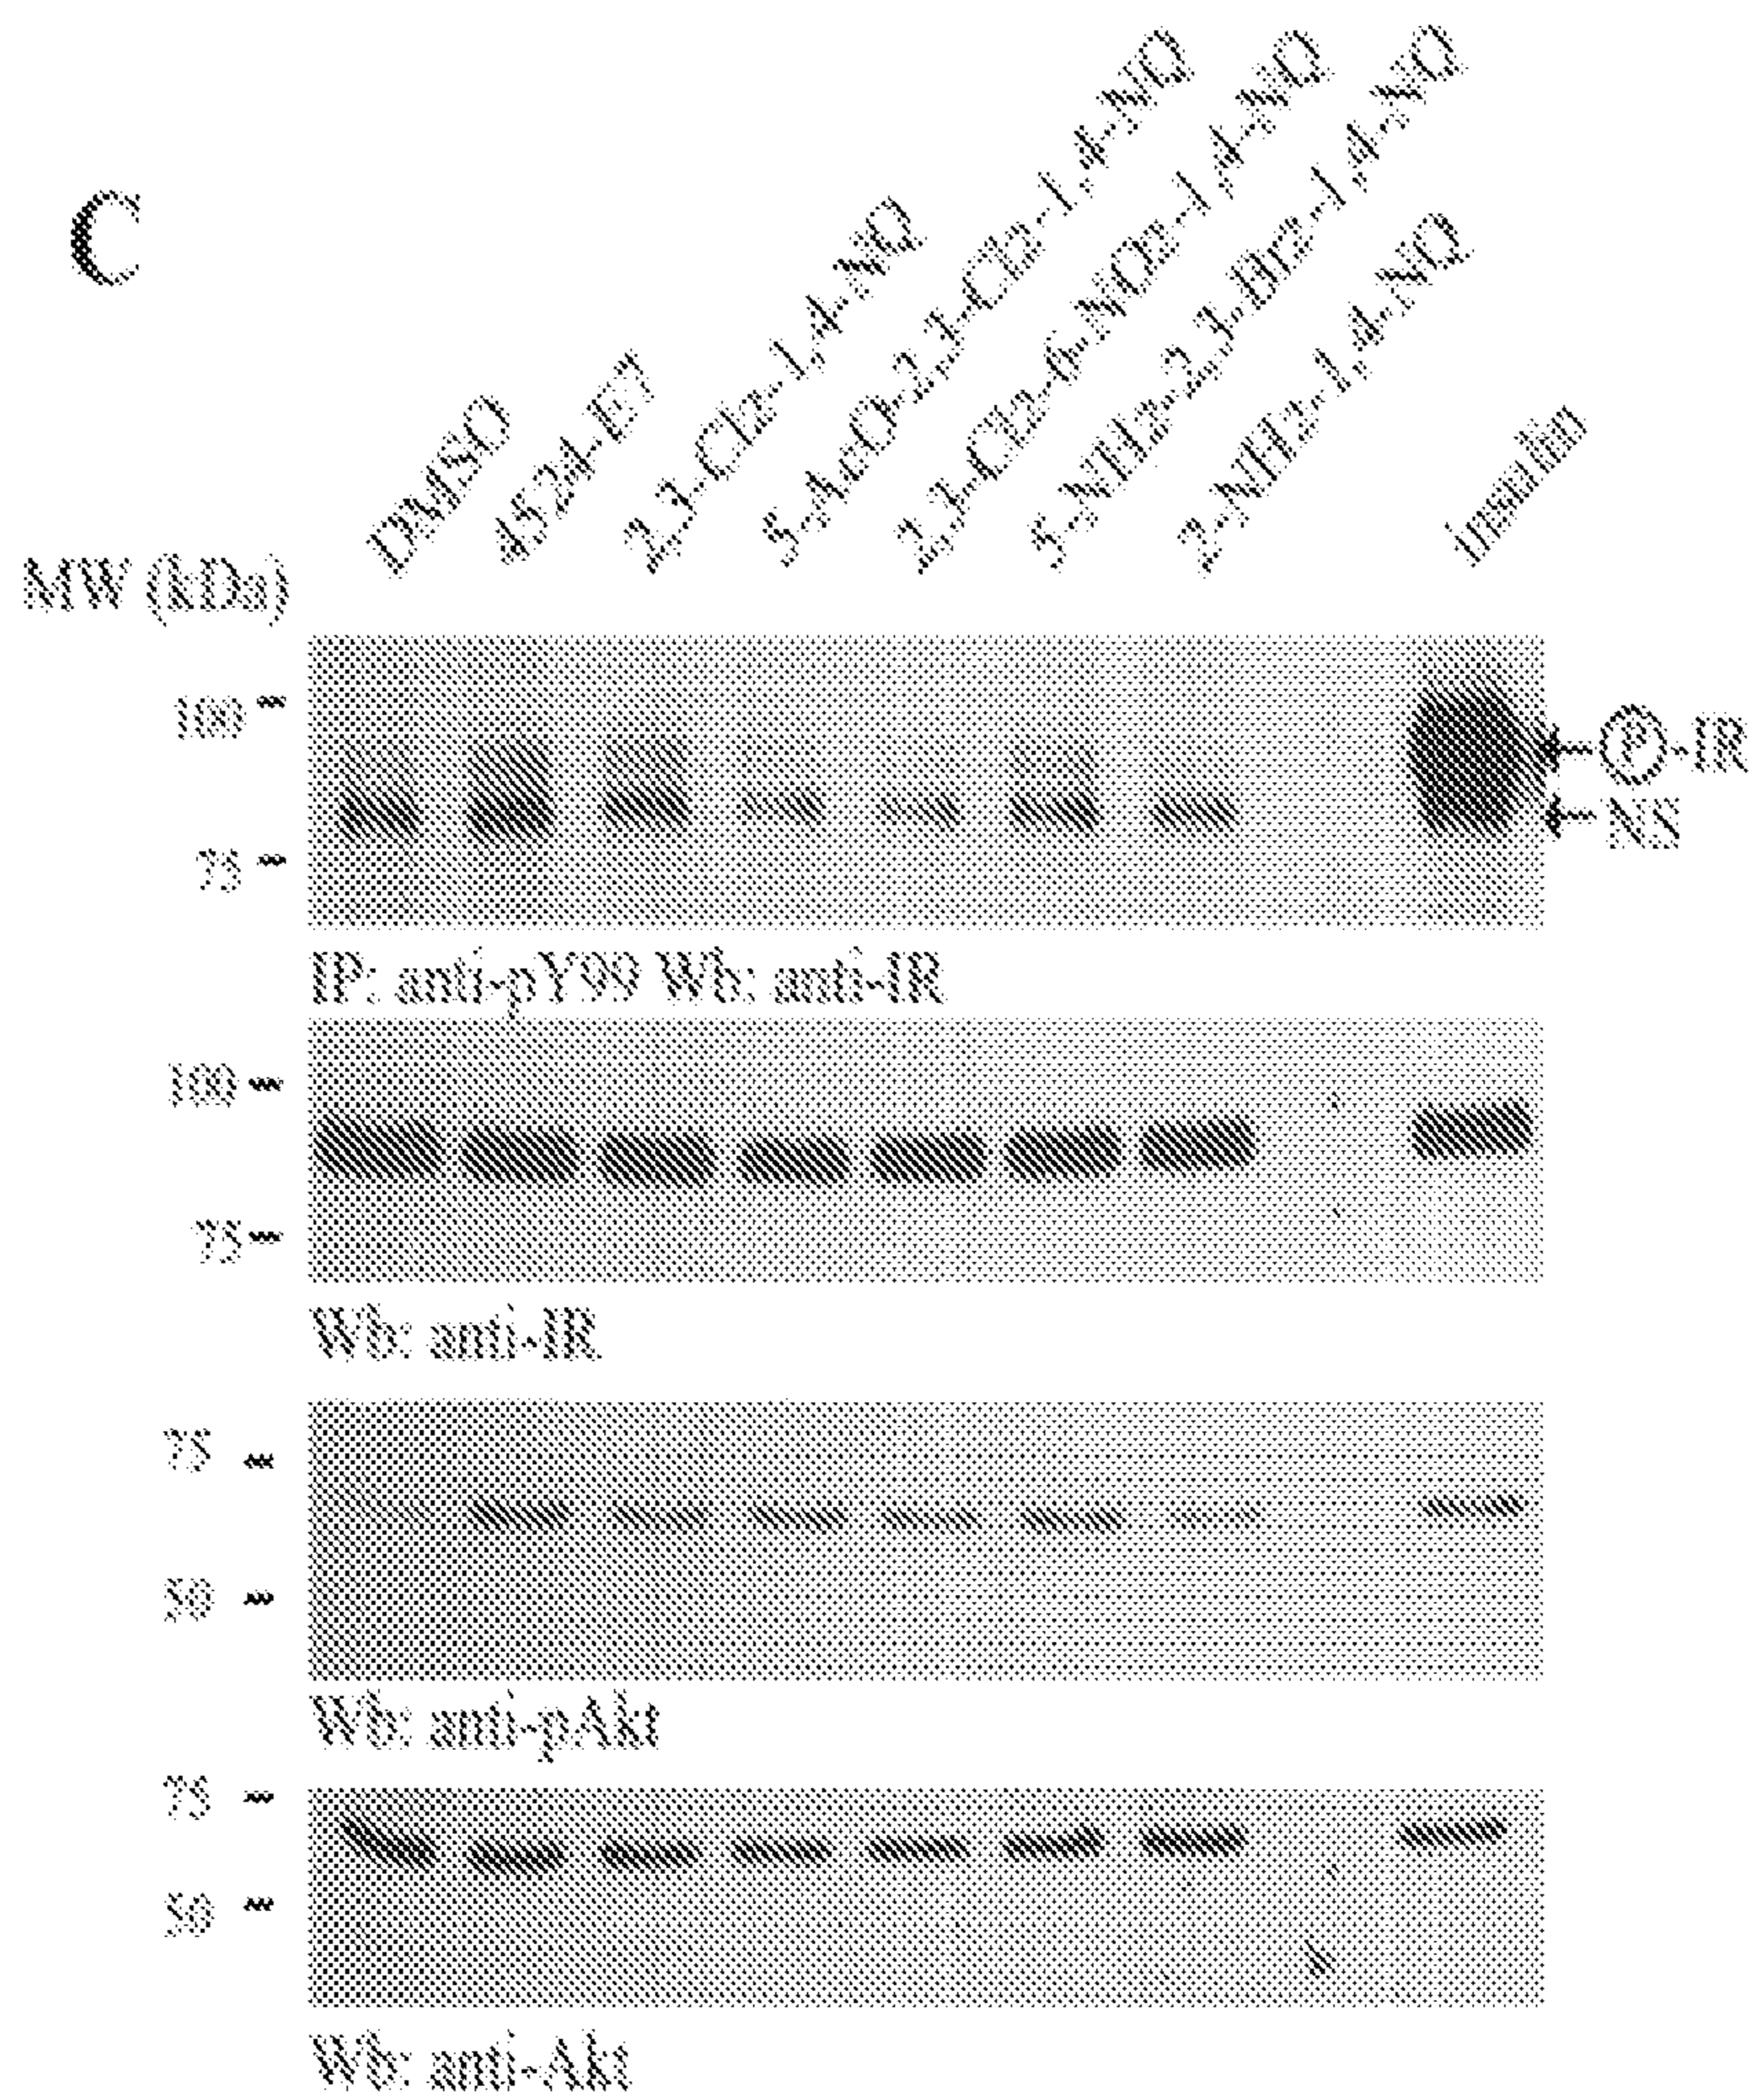 C
DMSO
4524-E7
2,3-Cl2-1,4-NQ
5-AcO-2,3-Cl2-1,4-NQ
2,3-Cl2-6-NO2-1,4-NQ
5-NH2-2,3-Br2-1,4-NQ
2-NH2-1,4-NQ
insulin
MW (kDa)
100
P-IR
NS
75
IP: anti-pY99 Wb: anti-IR
100
75
Wb: anti-IR
75
50
Wb: anti-pAkt
75
50
Wb: anti-Akt